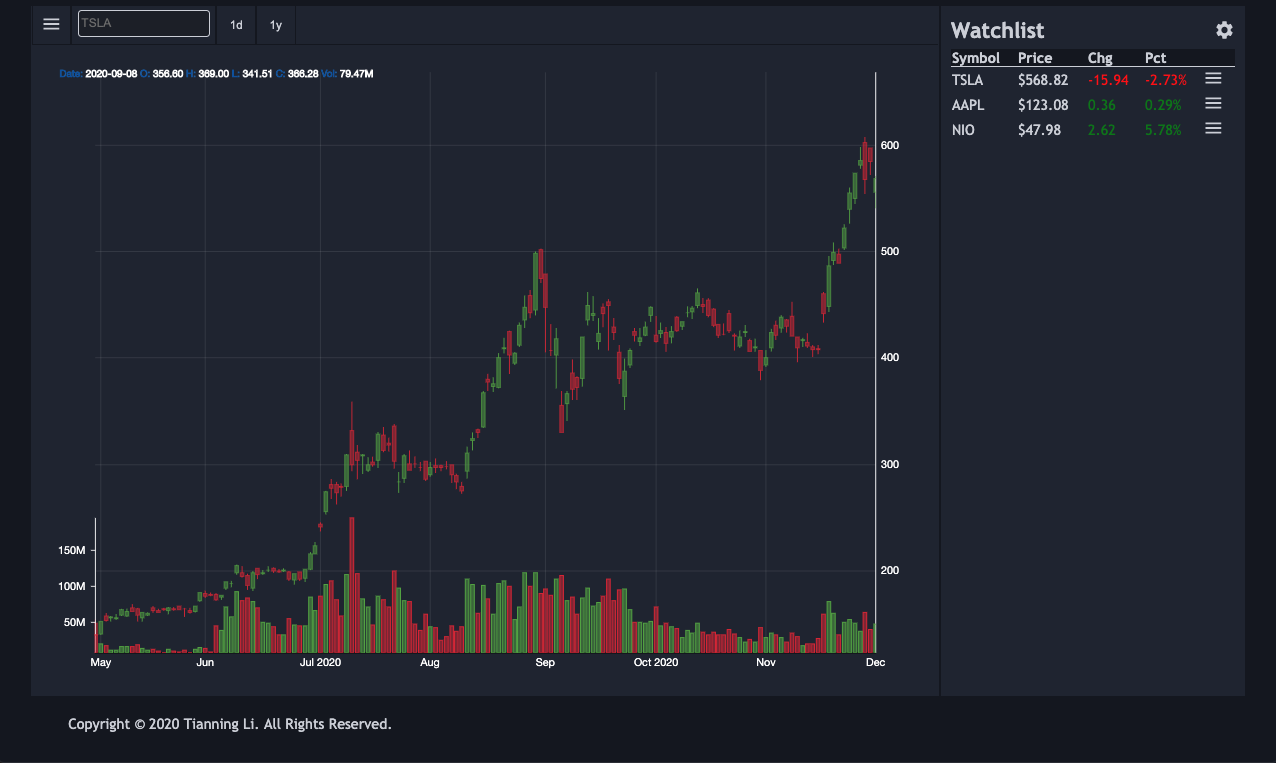 TSLA 1d 1y
Date: 2020-09-08 O: 356.60 H: 369.00 L: 341.51 C: 366.28 Vol: 79.47M
600
500
400
300
200
150M
100M
50M
May Jun Jul 2020 Aug Sep Oct 2020 Nov Dec
Watchlist
Symbol Price Chg Pct
TSLA $568.82 -15.94 -2.73%
AAPL $123.08 0.36 0.29%
NIO $47.98 2.62 5.78%
Copyright © 2020 Tianning Li. All Rights Reserved.